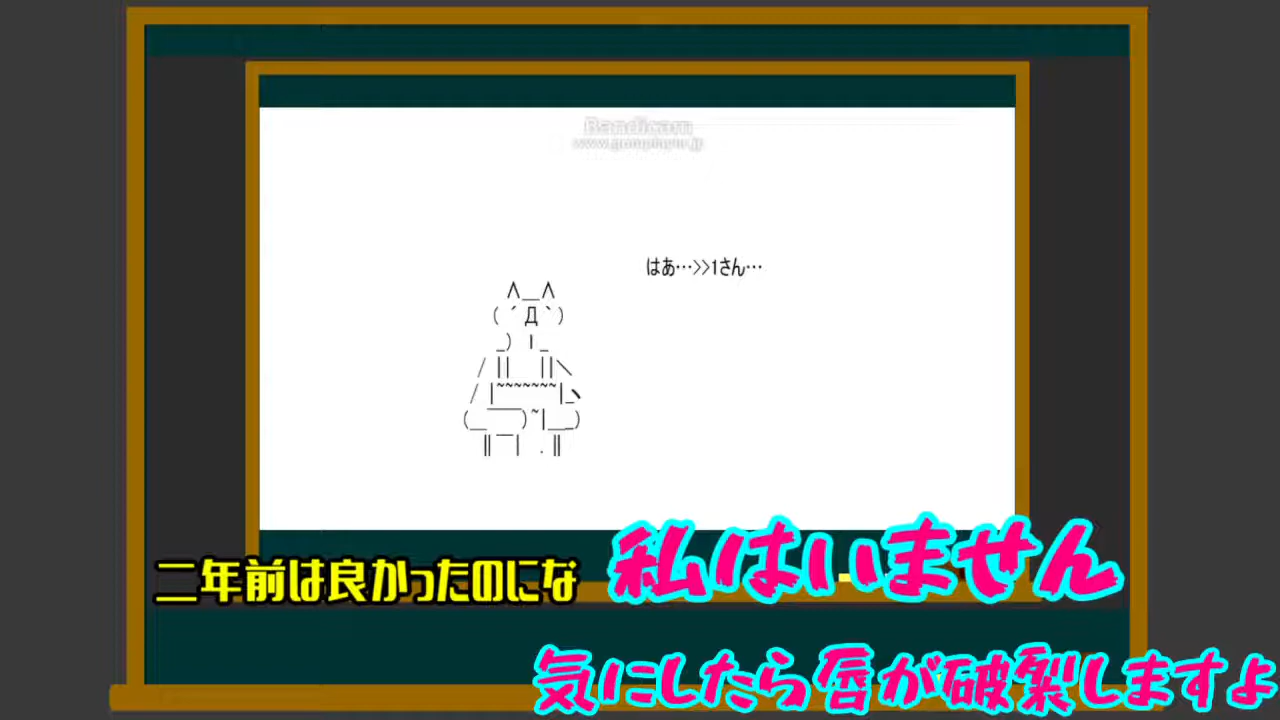 Bandicam
はあ…>>1さん…
∧＿∧
( ´Д｀)
二年前は良かったのにな
私はいません
気にしたら唇が破裂しますよ